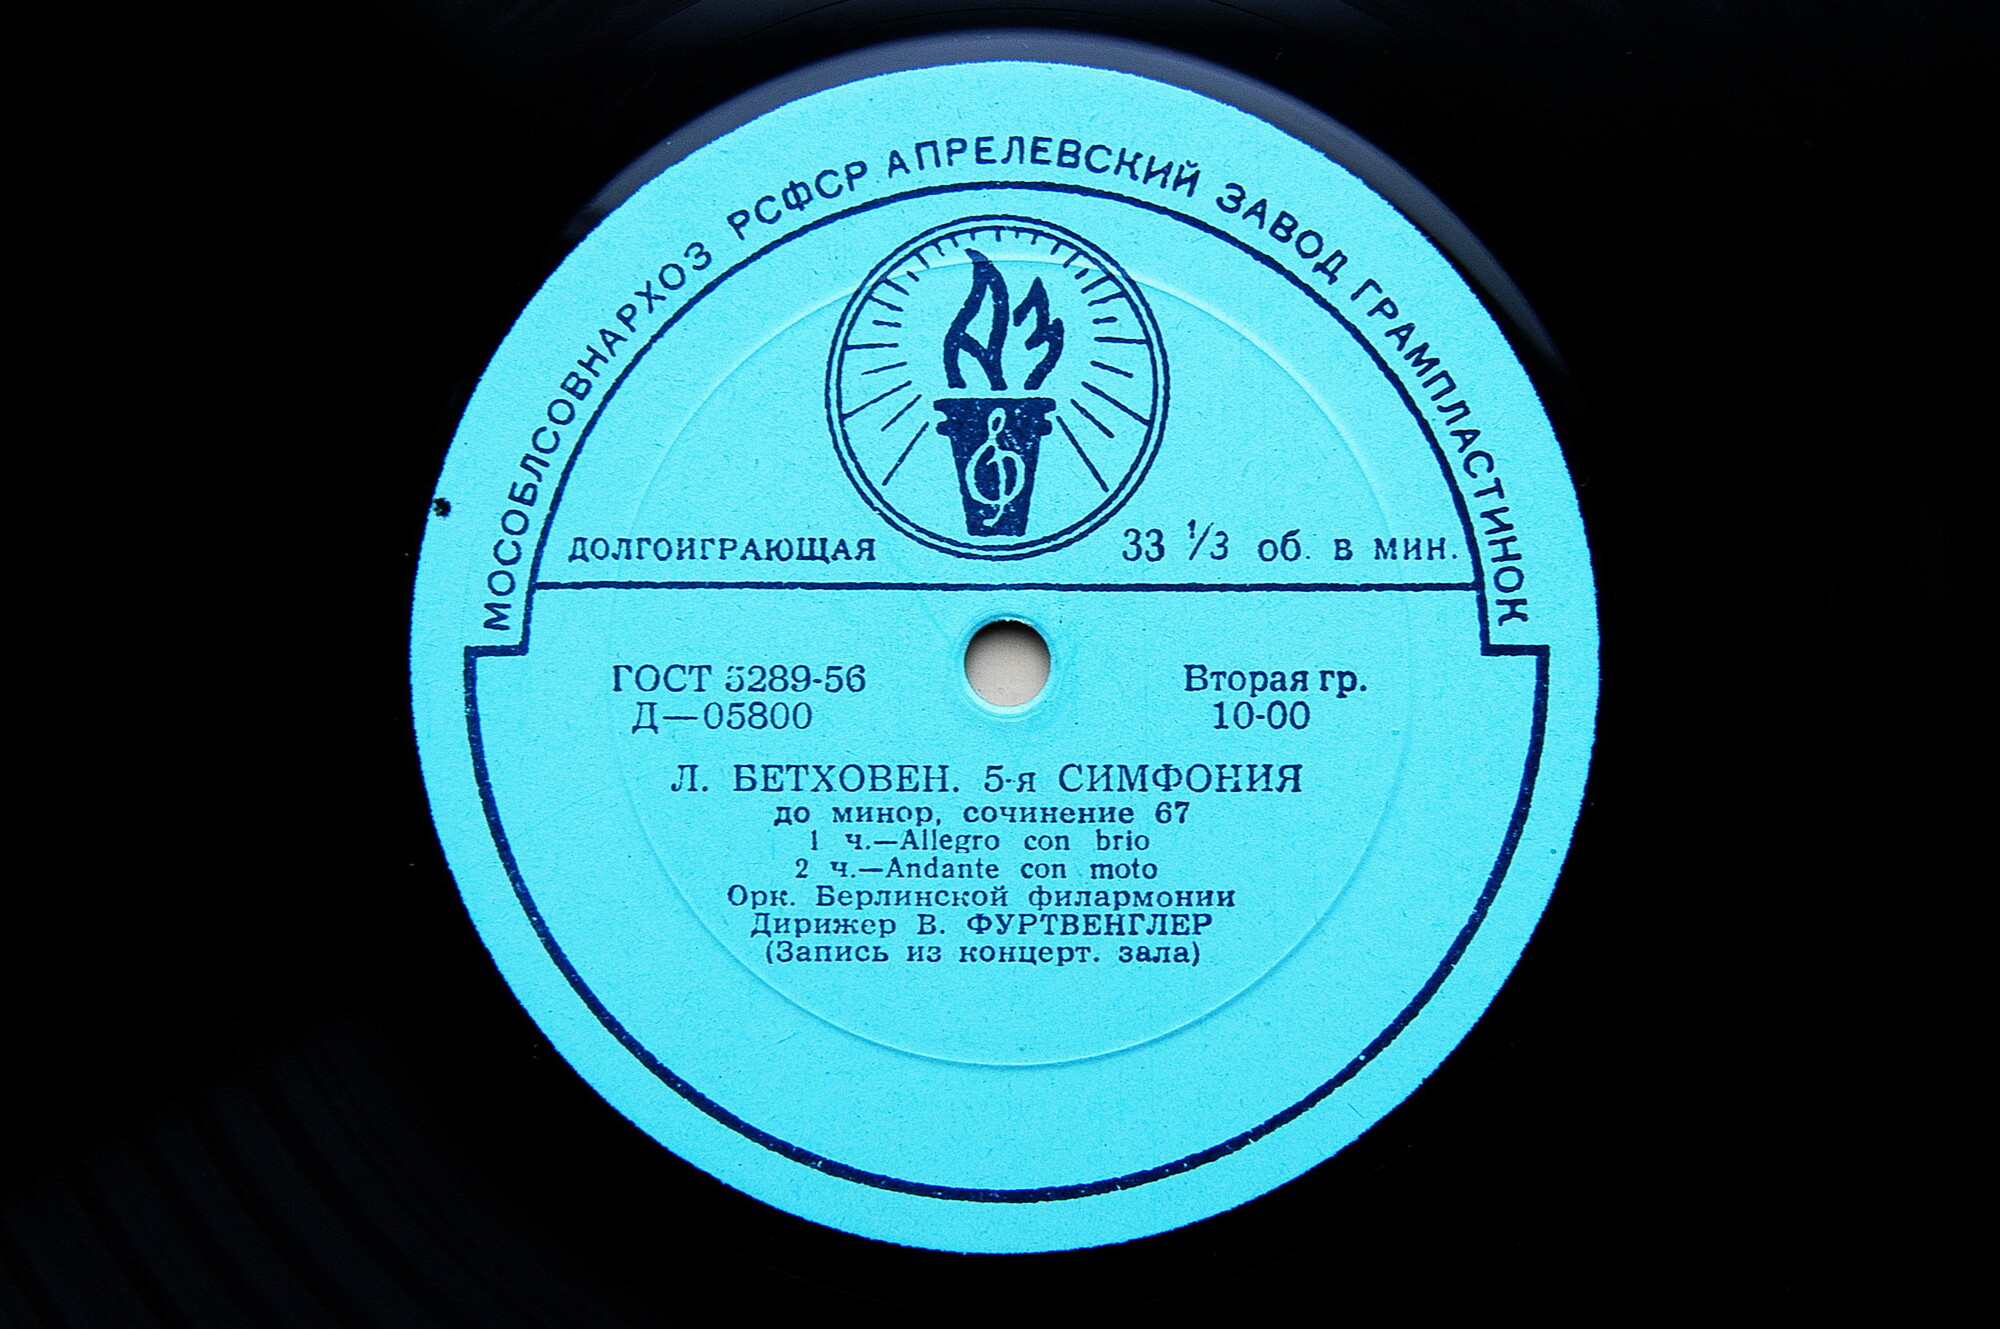 МОСОБЛСОВНАРХОЗ РСФСР АПРЕЛЕВСКИЙ ЗАВОД ГРАМПЛАСТИНОК
АЗ
ДОЛГОИГРАЮЩАЯ 33 1/3 об. в мин.
ГОСТ 5289-56 Вторая гр.
Д—05800 10-00
Л. БЕТХОВЕН. 5-я СИМФОНИЯ
до минор, сочинение 67
1 ч.—Allegro con brio
2 ч.—Andante con moto
Орк. Берлинской филармонии
Дирижер В. ФУРТВЕНГЛЕР
(Запись из концерт. зала)